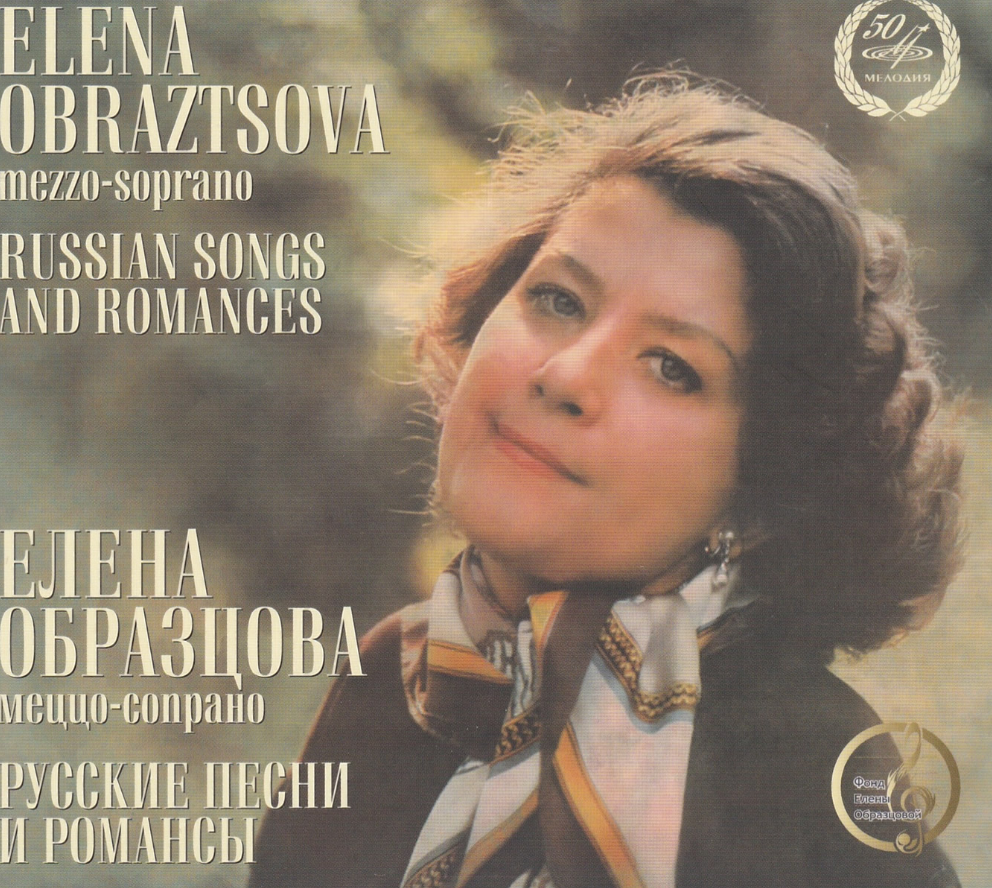 ELENA
OBRAZTSOVA
mezzo-soprano
RUSSIAN SONGS
AND ROMANCES
50
МЕЛОДИЯ
ЕЛЕНА
ОБРАЗЦОВА
меццо-сопрано
РУССКИЕ ПЕСНИ
И РОМАНСЫ
Фонд
Елены
Образцовой